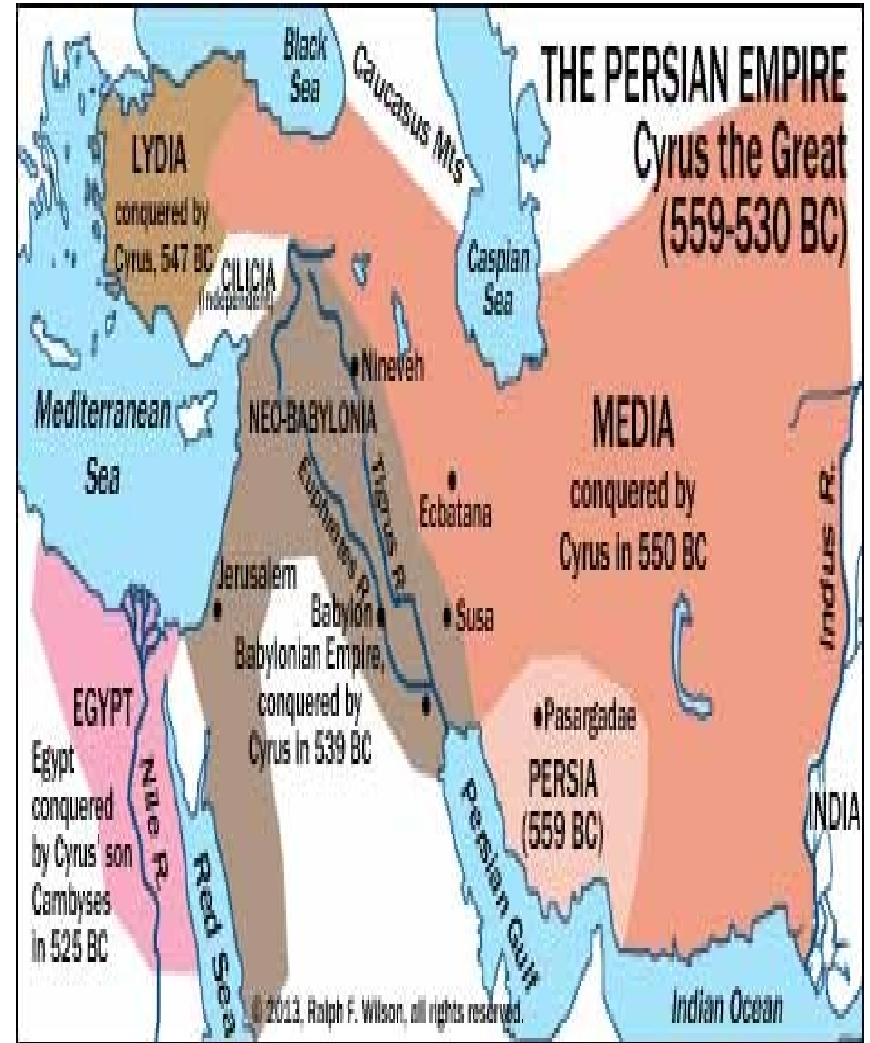 THE PERSIAN EMPIRE
Cyrus the Great
(559-530 BC)
Black
Sea
Caucasus Mts
Caspian
Sea
LYDIA
conquered by
Cyrus, 547 BC
CILICIA
(independent)
Mediterranean
Sea
Nineveh
NEO-BABYLONIA
Euphrates R.
Tigrus R.
Ecbatana
MEDIA
conquered by
Cyrus in 550 BC
Indus R.
Jerusalem
Babylon
Susa
Babylonian Empire,
conquered by
Cyrus in 539 BC
EGYPT
Egypt
conquered
by Cyrus' son
Cambyses
in 525 BC
Nile R.
Red Sea
Pasargadae
PERSIA
(559 BC)
Persian Gulf
INDIA
Indian Ocean
© 2013, Ralph F. Wilson, all rights reserved.